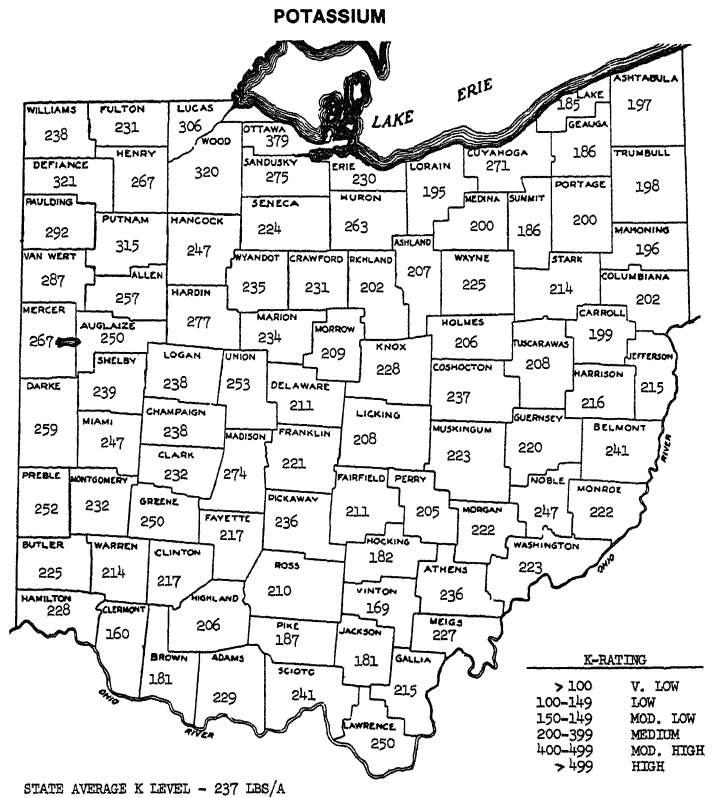 POTASSIUM
LAKE ERIE
WILLIAMS
238
FULTON
231
LUCAS
306
OTTAWA
379
LAKE
185
ASHTABULA
197
GEAUGA
186
WOOD
320
HENRY
267
DEFIANCE
321
SANDUSKY
275
ERIE
230
LORAIN
195
CUYAHOGA
271
TRUMBULL
198
PAULDING
292
PUTNAM
315
HANCOCK
247
SENECA
224
HURON
263
MEDINA
200
SUMMIT
186
PORTAGE
200
MAHONING
196
VAN WERT
287
ALLEN
257
WYANDOT
235
CRAWFORD
231
RICHLAND
202
ASHLAND
207
WAYNE
225
STARK
214
COLUMBIANA
202
MERCER
267
AUGLAIZE
250
HARDIN
277
MARION
234
MORROW
209
KNOX
228
HOLMES
206
TUSCARAWAS
208
CARROLL
199
JEFFERSON
215
SHELBY
239
LOGAN
238
UNION
253
DELAWARE
211
COSHOCTON
237
HARRISON
216
DARKE
259
MIAMI
247
CHAMPAIGN
238
LICKING
208
MUSKINGUM
223
GUERNSEY
220
BELMONT
241
CLARK
232
MADISON
274
FRANKLIN
221
PREBLE
252
MONTGOMERY
232
GREENE
250
FAYETTE
217
PICKAWAY
236
FAIRFIELD
211
PERRY
205
MORGAN
222
NOBLE
247
MONROE
222
BUTLER
225
WARREN
214
CLINTON
217
ROSS
210
HOCKING
182
ATHENS
236
WASHINGTON
223
HAMILTON
228
CLERMONT
160
HIGHLAND
206
PIKE
187
VINTON
169
MEIGS
227
BROWN
181
ADAMS
229
SCIOTO
241
JACKSON
181
GALLIA
215
LAWRENCE
250
OHIO RIVER
OHIO RIVER
K-RATING
>100 V. LOW
100-149 LOW
150-149 MOD. LOW
200-399 MEDIUM
400-499 MOD. HIGH
>499 HIGH
STATE AVERAGE K LEVEL - 237 LBS/A